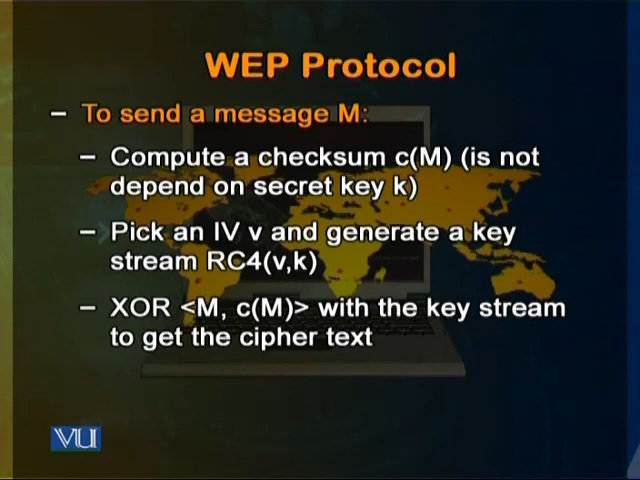 WEP Protocol
– To send a message M:
– Compute a checksum c(M) (is not
depend on secret key k)
– Pick an IV v and generate a key
stream RC4(v,k)
– XOR <M, c(M)> with the key stream
to get the cipher text
VU